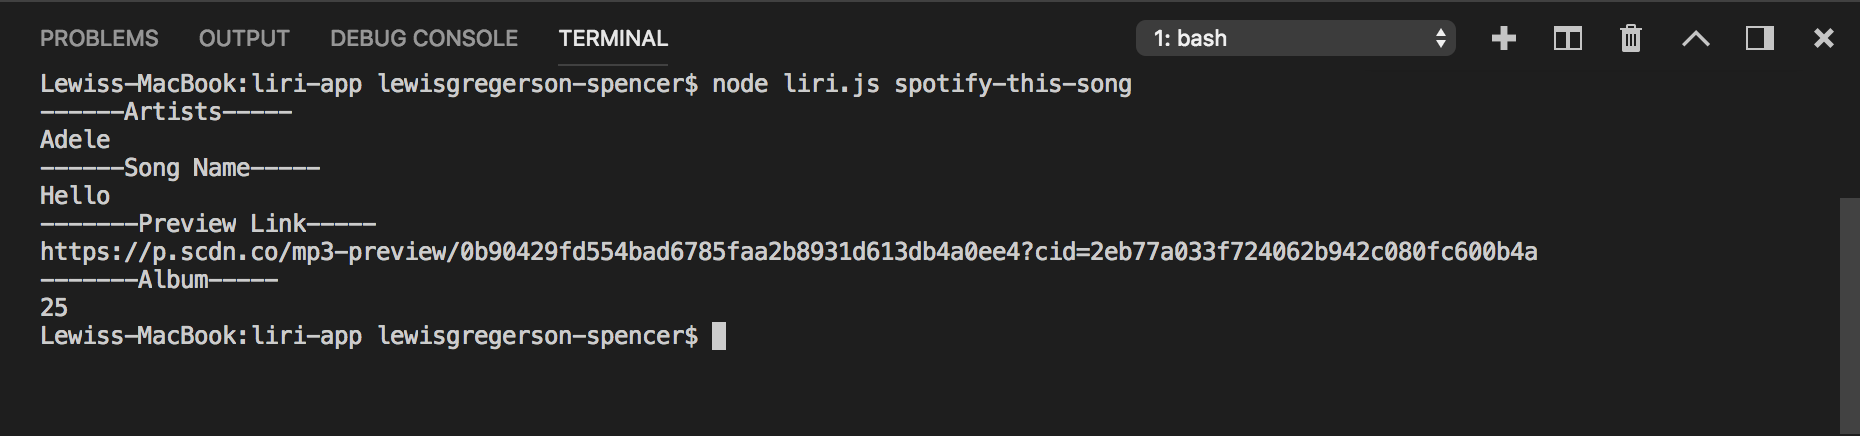 PROBLEMS OUTPUT DEBUG CONSOLE TERMINAL 1: bash
Lewiss-MacBook:liri-app lewisgregerson-spencer$ node liri.js spotify-this-song
------Artists-----
Adele
------Song Name-----
Hello
-------Preview Link-----
https://p.scdn.co/mp3-preview/0b90429fd554bad6785faa2b8931d613db4a0ee4?cid=2eb77a033f724062b942c080fc600b4a
-------Album-----
25
Lewiss-MacBook:liri-app lewisgregerson-spencer$